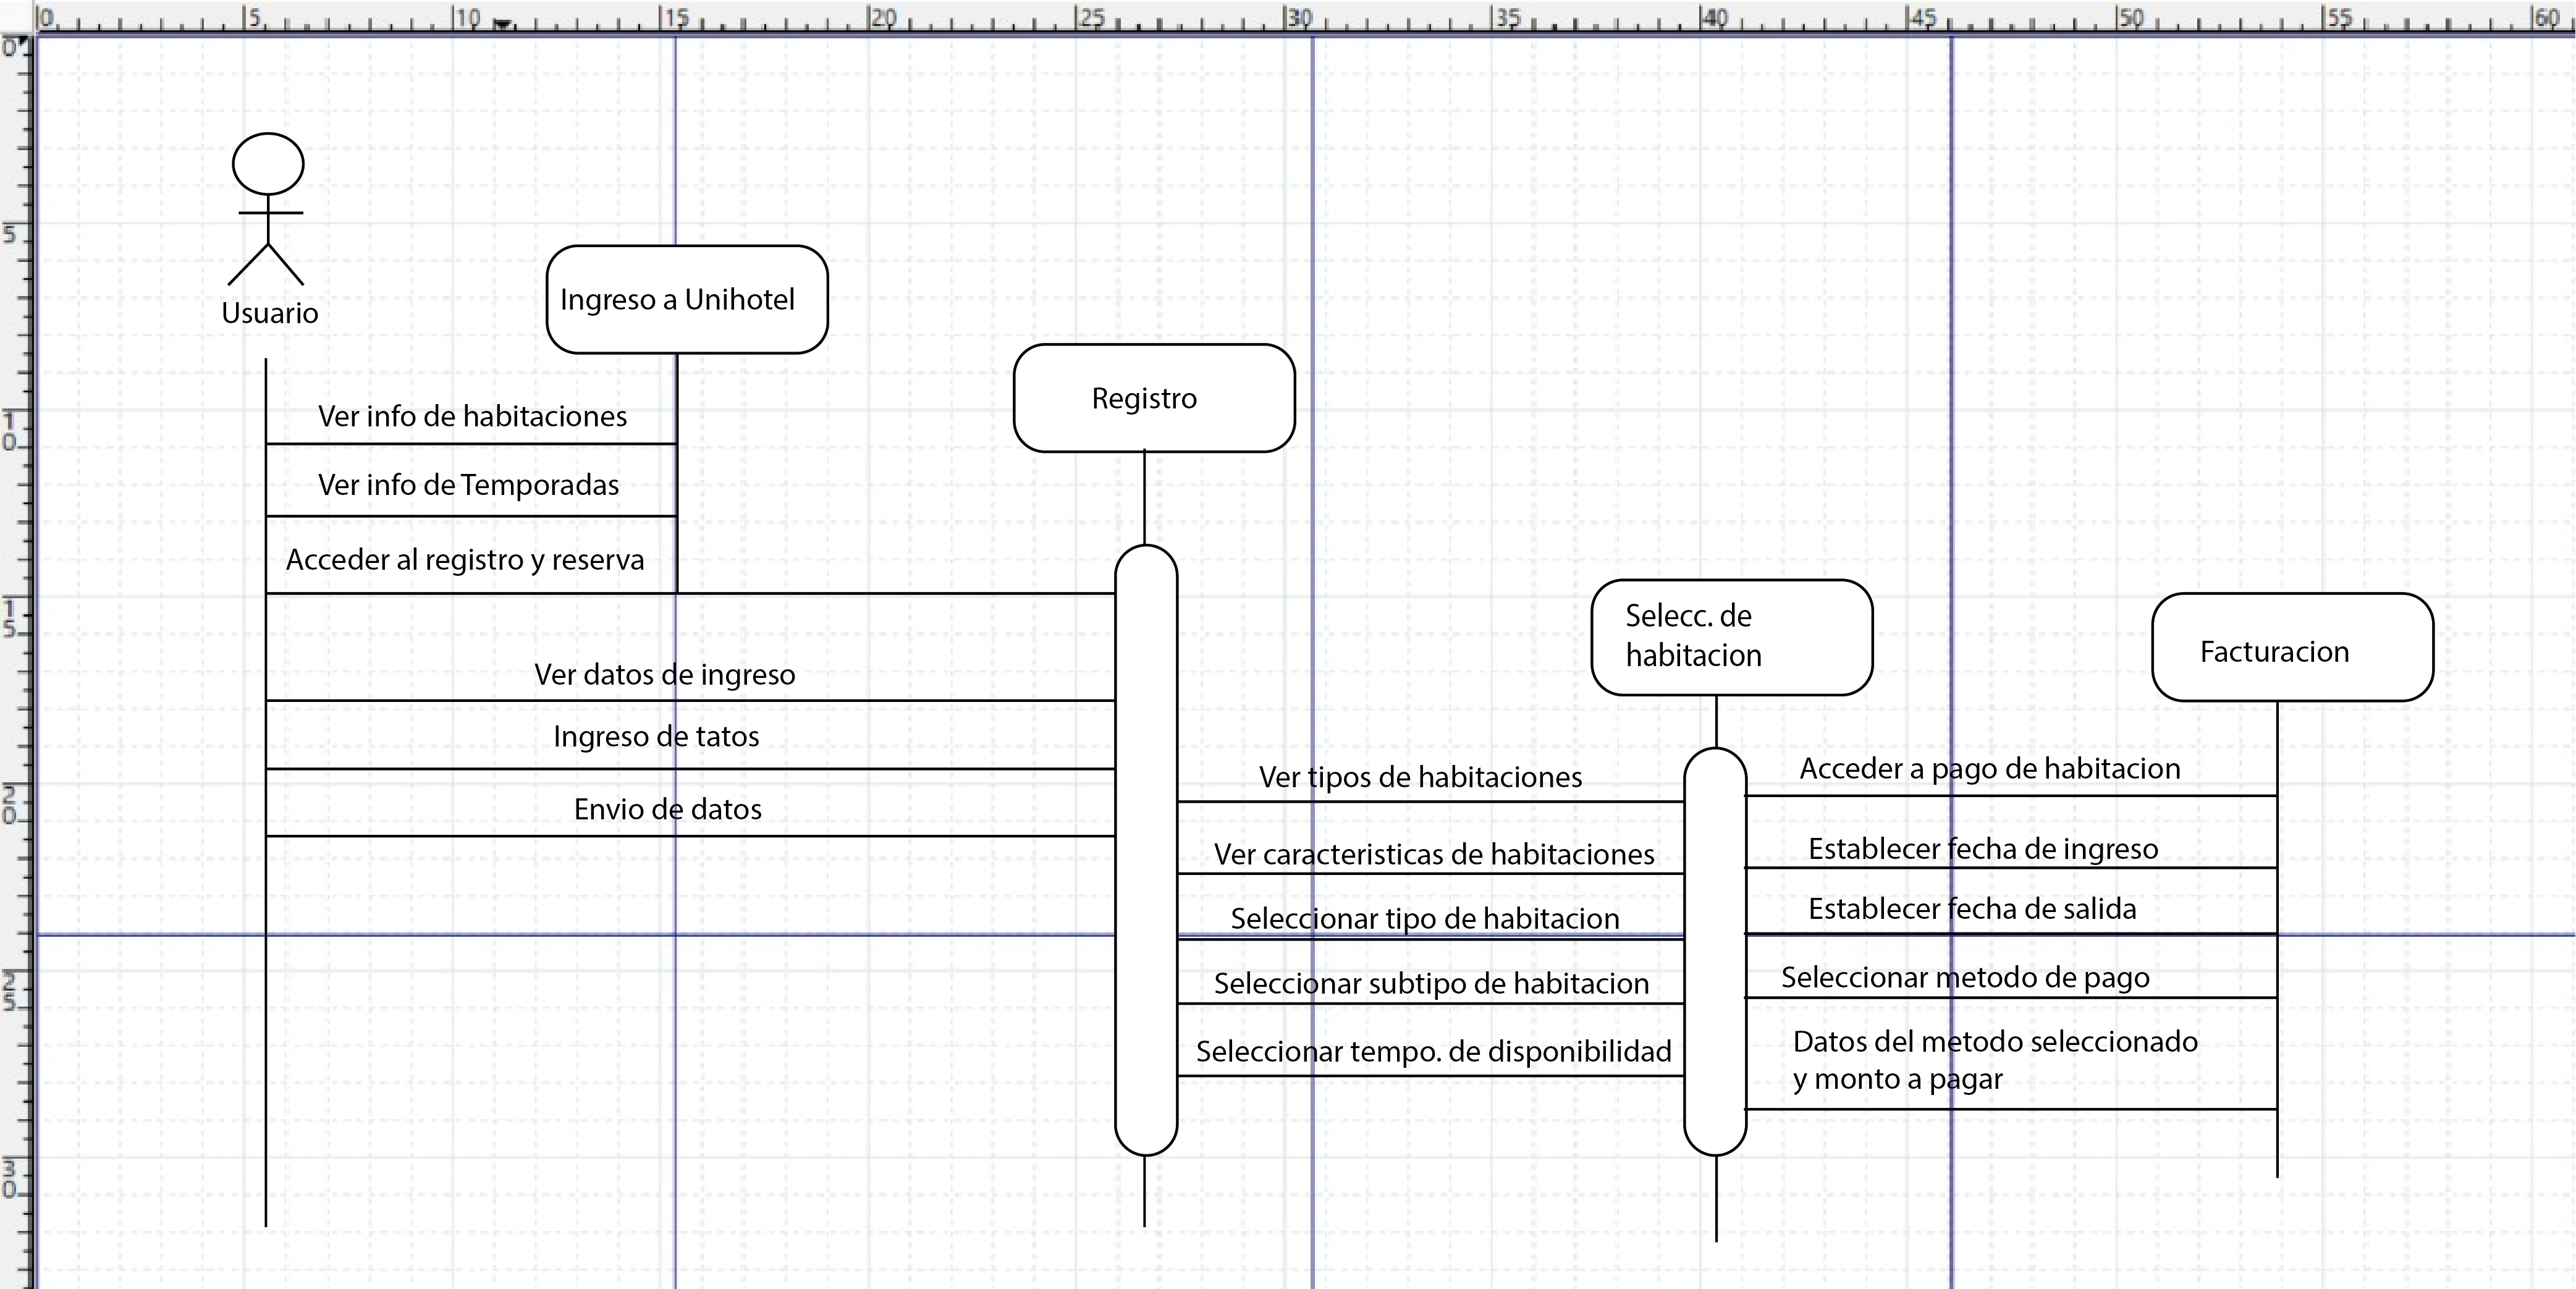 0 5 10 15 20 25 30 35 40 45 50 55 60
0
5
10
15
20
25
30
Usuario
Ingreso a Unihotel
Registro
Selecc. de
habitacion
Facturacion
Ver info de habitaciones
Ver info de Temporadas
Acceder al registro y reserva
Ver datos de ingreso
Ingreso de tatos
Envio de datos
Ver tipos de habitaciones
Ver caracteristicas de habitaciones
Seleccionar tipo de habitacion
Seleccionar subtipo de habitacion
Seleccionar tempo. de disponibilidad
Acceder a pago de habitacion
Establecer fecha de ingreso
Establecer fecha de salida
Seleccionar metodo de pago
Datos del metodo seleccionado
y monto a pagar